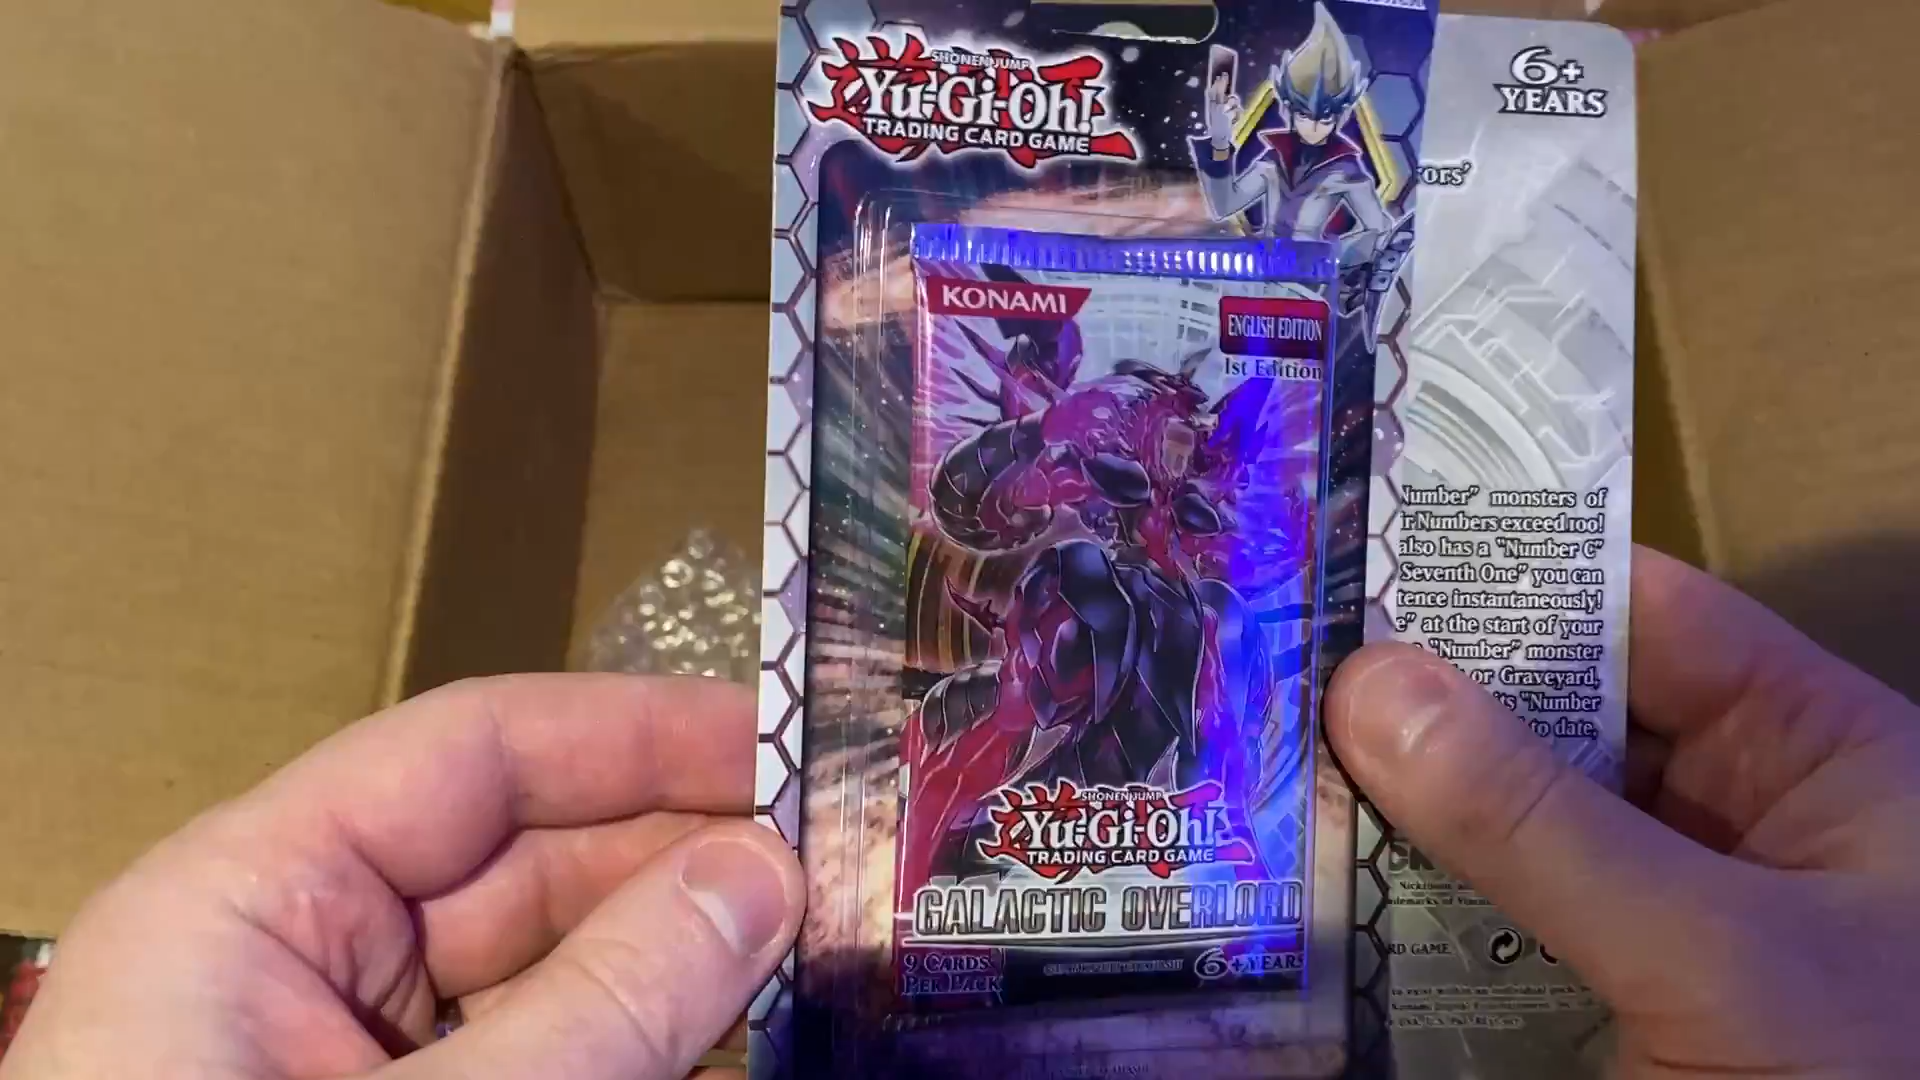 SHONEN JUMP
Yu-Gi-Oh!
TRADING CARD GAME
6+
YEARS
ors'
KONAMI
ENGLISH EDITION
1st Edition
Number" monsters of
ir Numbers exceed 100!
also has a "Number C"
Seventh One" you can
tence instantaneously!
e" at the start of your
"Number" monster
or Graveyard,
ts "Number
to date,
SHONEN JUMP
Yu-Gi-Oh!
TRADING CARD GAME
GALACTIC OVERLORD
9 CARDS
PER PACK
6+YEARS
RD GAME